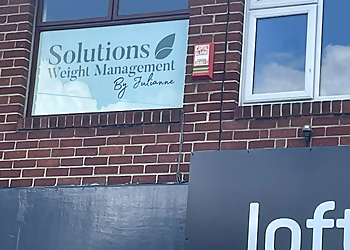 Solutions
Weight Management
By Julianne
loft